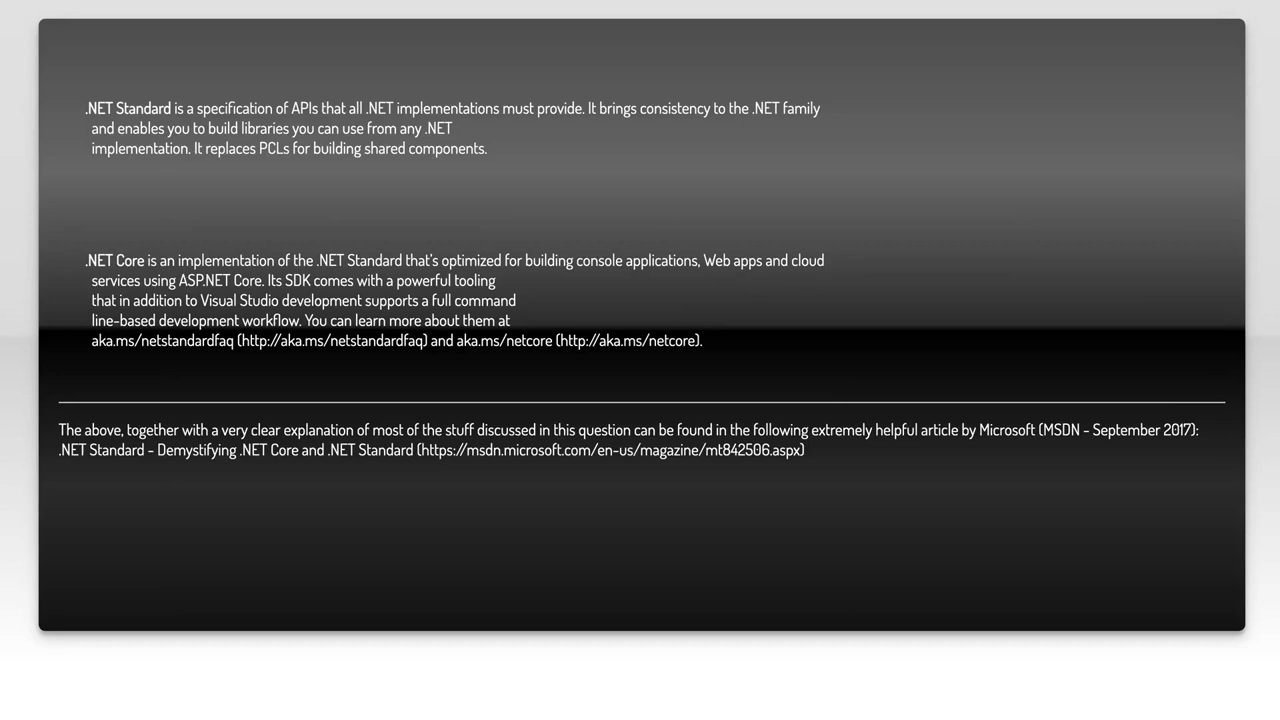 .NET Standard is a specification of APIs that all .NET implementations must provide. It brings consistency to the .NET family
and enables you to build libraries you can use from any .NET
implementation. It replaces PCLs for building shared components.
.NET Core is an implementation of the .NET Standard that's optimized for building console applications, Web apps and cloud
services using ASP.NET Core. Its SDK comes with a powerful tooling
that in addition to Visual Studio development supports a full command
line-based development workflow. You can learn more about them at
aka.ms/netstandardfaq (http://aka.ms/netstandardfaq) and aka.ms/netcore (http://aka.ms/netcore).
The above, together with a very clear explanation of most of the stuff discussed in this question can be found in the following extremely helpful article by Microsoft (MSDN - September 2017):
.NET Standard - Demystifying .NET Core and .NET Standard (https://msdn.microsoft.com/en-us/magazine/mt842506.aspx)